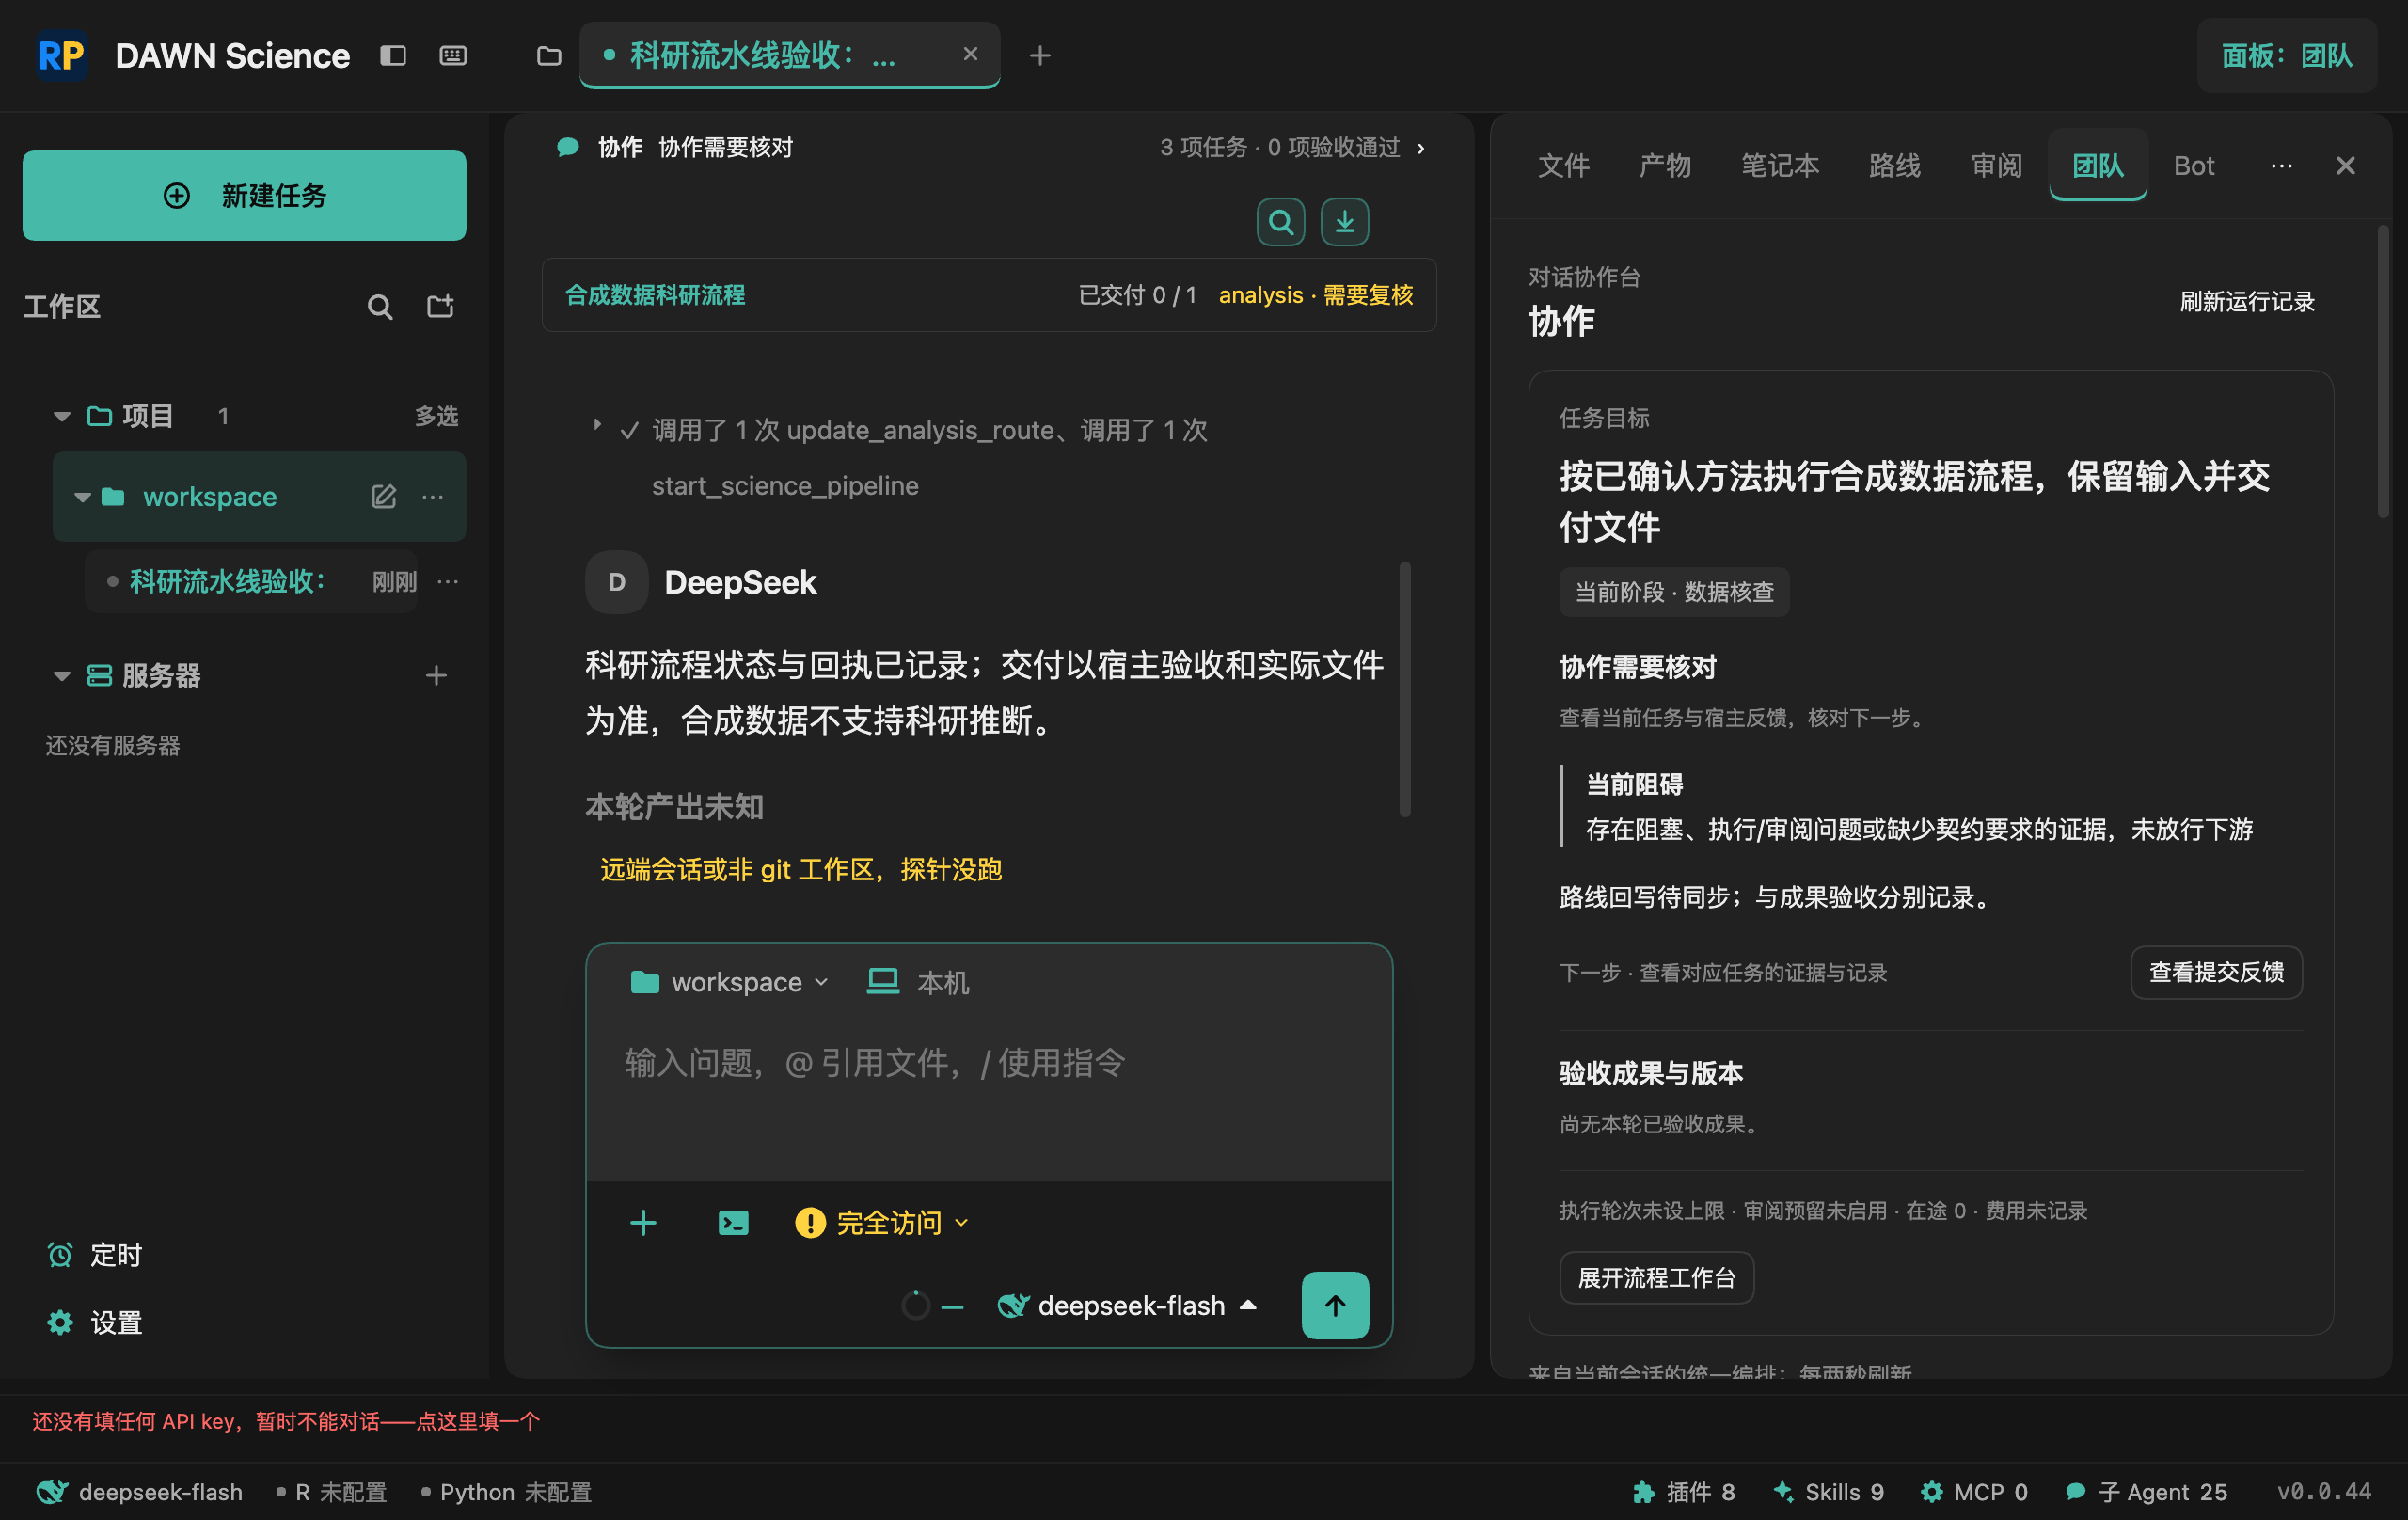 RP
DAWN Science
科研流水线验收：...
面板：团队
新建任务
工作区
项目 1 多选
workspace
科研流水线验收： 刚刚
服务器
还没有服务器
定时
设置
协作 协作需要核对
3 项任务 · 0 项验收通过
合成数据科研流程
已交付 0 / 1 analysis · 需要复核
调用了 1 次 update_analysis_route、调用了 1 次
start_science_pipeline
D
DeepSeek
科研流程状态与回执已记录；交付以宿主验收和实际文件
为准，合成数据不支持科研推断。
本轮产出未知
远端会话或非 git 工作区，探针没跑
workspace
本机
输入问题，@ 引用文件，/ 使用指令
完全访问
deepseek-flash
文件 产物 笔记本 路线 审阅 团队 Bot
对话协作台
协作
刷新运行记录
任务目标
按已确认方法执行合成数据流程，保留输入并交
付文件
当前阶段 · 数据核查
协作需要核对
查看当前任务与宿主反馈，核对下一步。
当前阻碍
存在阻塞、执行/审阅问题或缺少契约要求的证据，未放行下游
路线回写待同步；与成果验收分别记录。
下一步 · 查看对应任务的证据与记录
查看提交反馈
验收成果与版本
尚无本轮已验收成果。
执行轮次未设上限 · 审阅预留未启用 · 在途 0 · 费用未记录
展开流程工作台
来自当前会话的统一编排；每两秒刷新
还没有填任何 API key，暂时不能对话——点这里填一个
deepseek-flash
R 未配置
Python 未配置
插件 8
Skills 9
MCP 0
子 Agent 25
v0.0.44